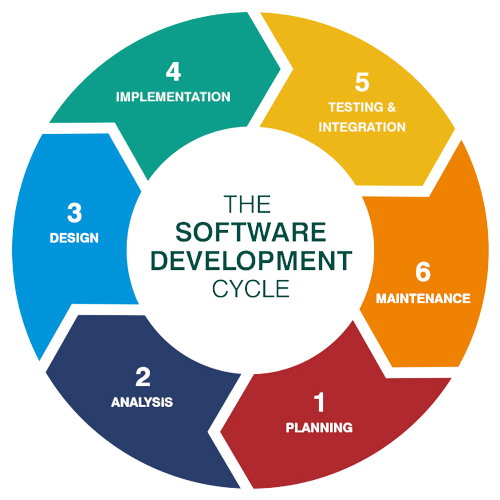 THE
SOFTWARE
DEVELOPMENT
CYCLE
1
PLANNING
2
ANALYSIS
3
DESIGN
4
IMPLEMENTATION
5
TESTING &
INTEGRATION
6
MAINTENANCE